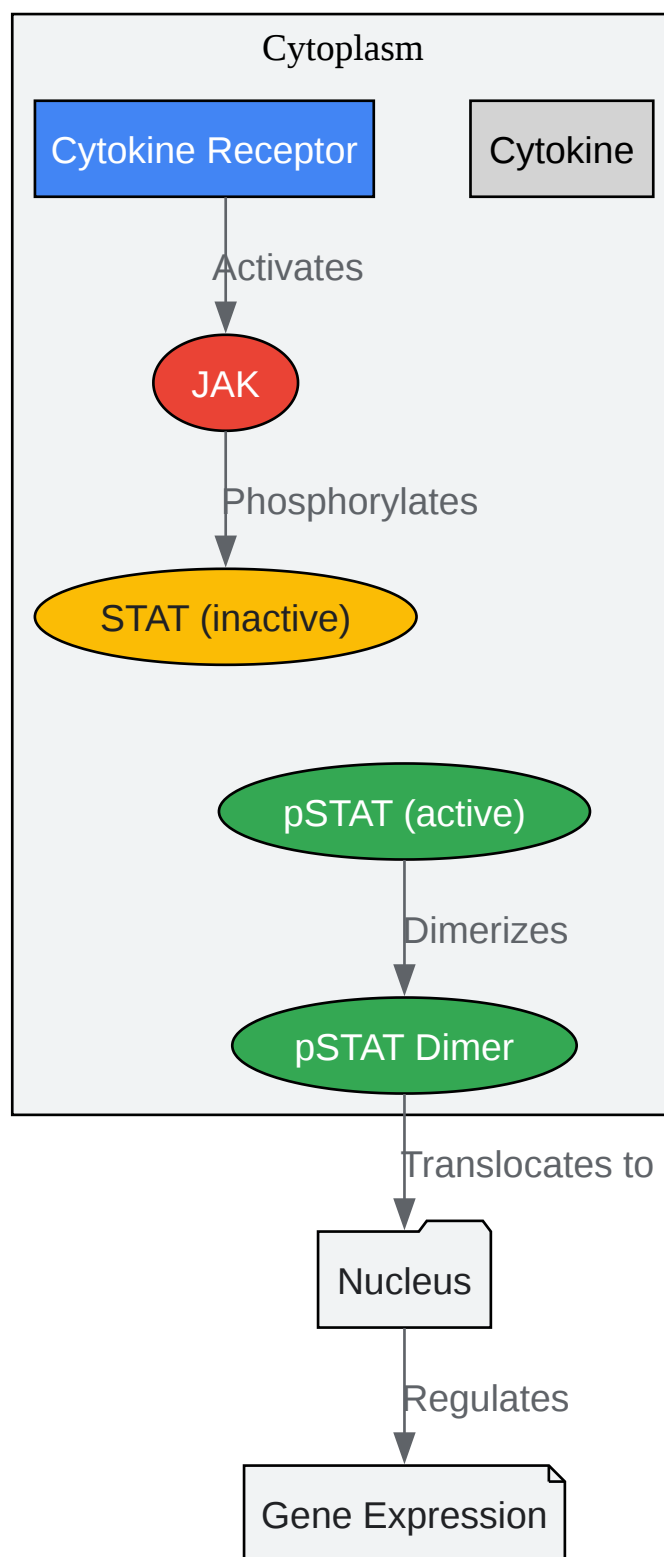 Cytoplasm
Cytokine Receptor
Cytokine
Activates
JAK
Phosphorylates
STAT (inactive)
pSTAT (active)
Dimerizes
pSTAT Dimer
Translocates to
Nucleus
Regulates
Gene Expression